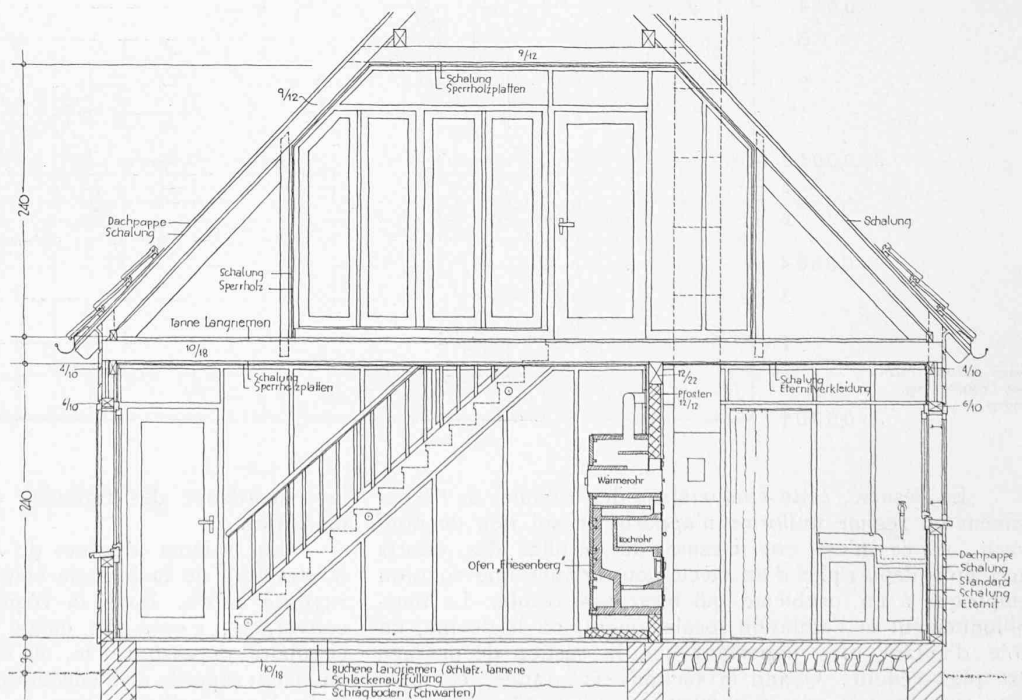 9/12
Schalung
Sperrholzplatten
9/12
240
Dachpappe
Schalung
Schalung
Schalung
Sperrholz
Tanne Langriemen
10/18
4/10
4/10
Schalung
Sperrholzplatten
12/22
Pfosten
12/12
Schalung
Eternitverkleidung
6/10
6/10
240
Wärmerohr
Kochrohr
Ofen „Friesenberg
Dachpappe
Schalung
Standard
Schalung
Eternit
30
10/18
Buchene Langriemen (Schlafz. Tannene
Schlackenauffüllung
Schrägboden (Schwarten)